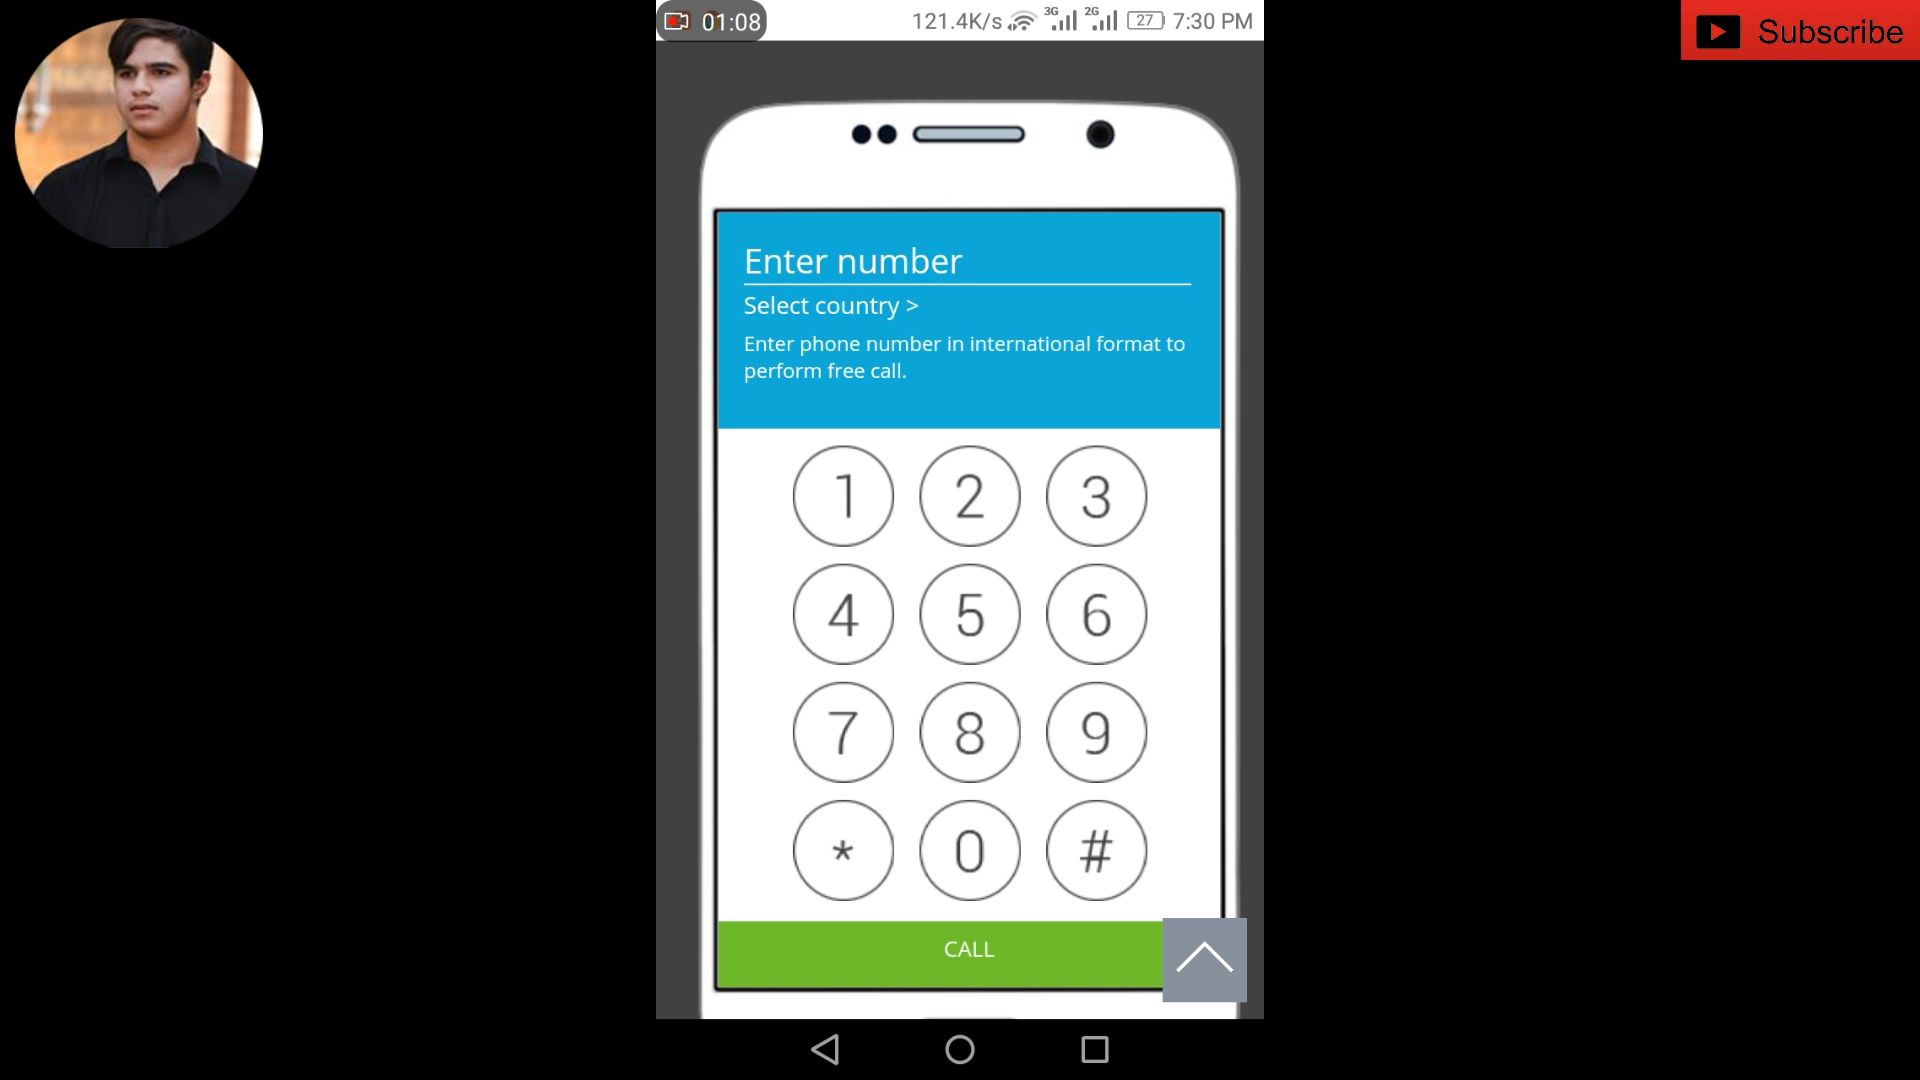 01:08
121.4K/s 3G 2G 27 7:30 PM
Subscribe
Enter number
Select country >
Enter phone number in international format to
perform free call.
1 2 3
4 5 6
7 8 9
* 0 #
CALL